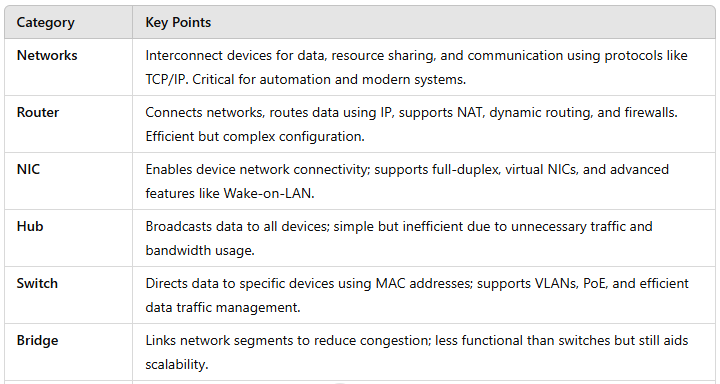 Category Key Points
Networks Interconnect devices for data, resource sharing, and communication using protocols like
TCP/IP. Critical for automation and modern systems.
Router Connects networks, routes data using IP, supports NAT, dynamic routing, and firewalls.
Efficient but complex configuration.
NIC Enables device network connectivity; supports full-duplex, virtual NICs, and advanced
features like Wake-on-LAN.
Hub Broadcasts data to all devices; simple but inefficient due to unnecessary traffic and
bandwidth usage.
Switch Directs data to specific devices using MAC addresses; supports VLANs, PoE, and efficient
data traffic management.
Bridge Links network segments to reduce congestion; less functional than switches but still aids
scalability.